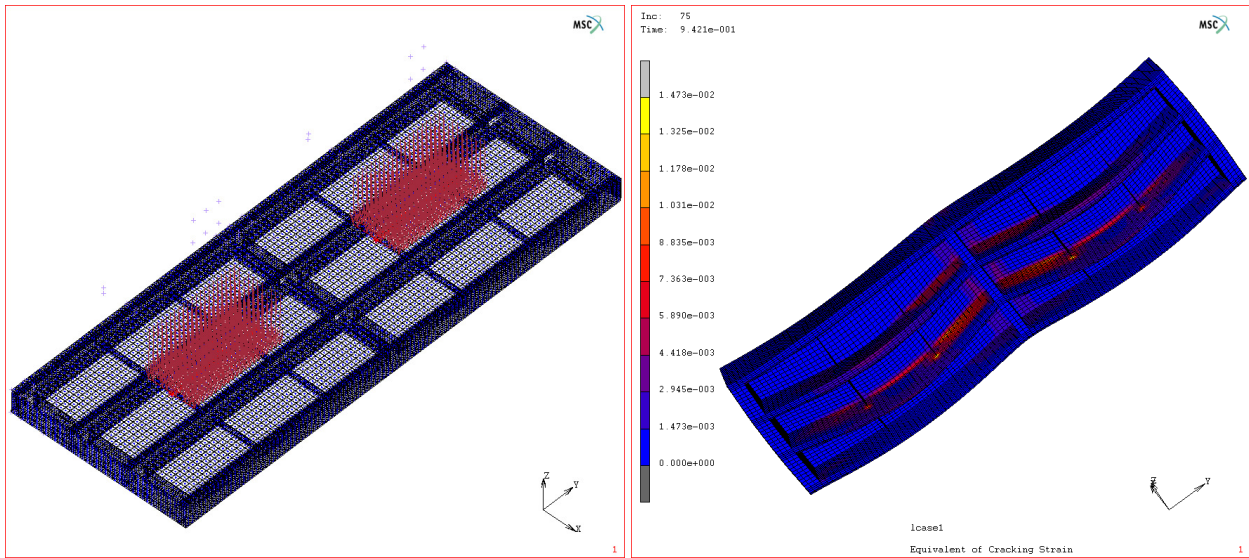 MSC
Z
Y
X
1
Inc: 75
Time: 9.421e-001
MSC
1.473e-002
1.325e-002
1.178e-002
1.031e-002
8.835e-003
7.363e-003
5.890e-003
4.418e-003
2.945e-003
1.473e-003
0.000e+000
Y
lcase1
Equivalent of Cracking Strain
1